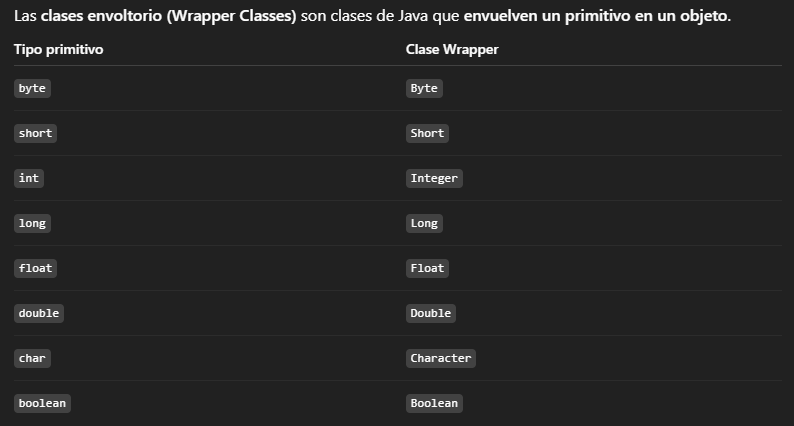 Las clases envoltorio (Wrapper Classes) son clases de Java que envuelven un primitivo en un objeto.
Tipo primitivo Clase Wrapper
byte Byte
short Short
int Integer
long Long
float Float
double Double
char Character
boolean Boolean